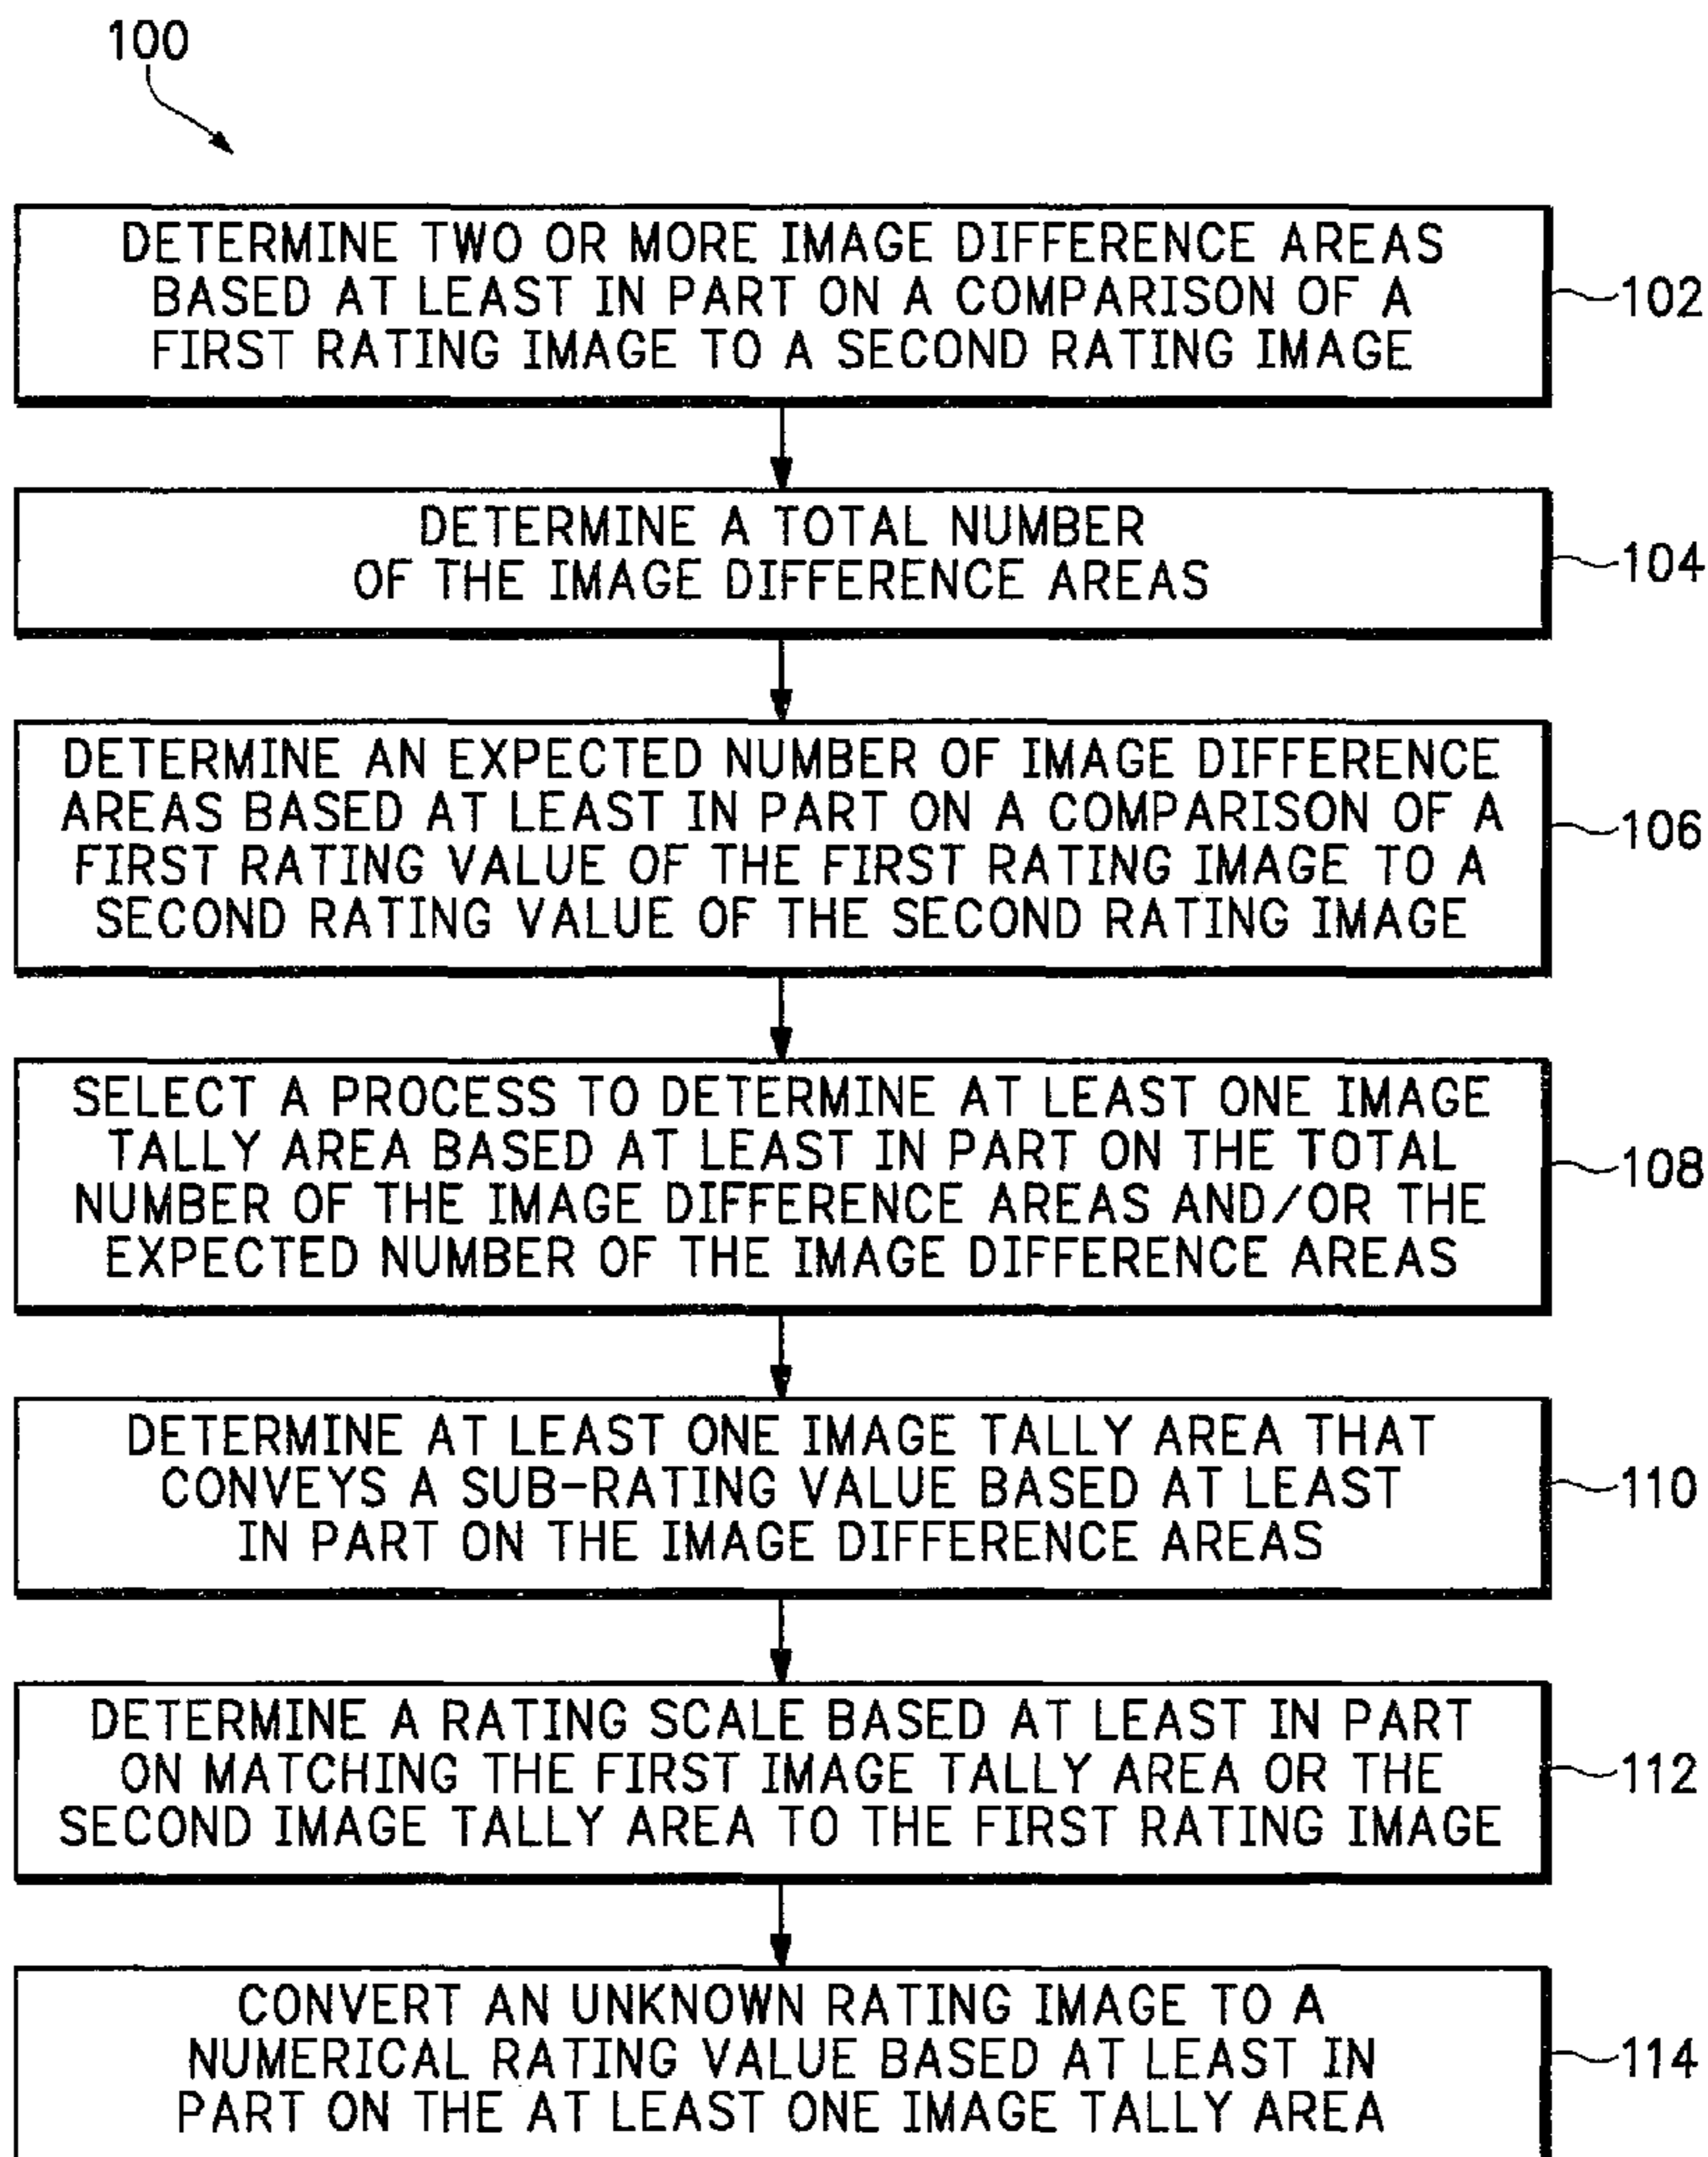 100
DETERMINE TWO OR MORE IMAGE DIFFERENCE AREAS
BASED AT LEAST IN PART ON A COMPARISON OF A
FIRST RATING IMAGE TO A SECOND RATING IMAGE
102
DETERMINE A TOTAL NUMBER
OF THE IMAGE DIFFERENCE AREAS
104
DETERMINE AN EXPECTED NUMBER OF IMAGE DIFFERENCE
AREAS BASED AT LEAST IN PART ON A COMPARISON OF A
FIRST RATING VALUE OF THE FIRST RATING IMAGE TO A
SECOND RATING VALUE OF THE SECOND RATING IMAGE
106
SELECT A PROCESS TO DETERMINE AT LEAST ONE IMAGE
TALLY AREA BASED AT LEAST IN PART ON THE TOTAL
NUMBER OF THE IMAGE DIFFERENCE AREAS AND/OR THE
EXPECTED NUMBER OF THE IMAGE DIFFERENCE AREAS
108
DETERMINE AT LEAST ONE IMAGE TALLY AREA THAT
CONVEYS A SUB-RATING VALUE BASED AT LEAST
IN PART ON THE IMAGE DIFFERENCE AREAS
110
DETERMINE A RATING SCALE BASED AT LEAST IN PART
ON MATCHING THE FIRST IMAGE TALLY AREA OR THE
SECOND IMAGE TALLY AREA TO THE FIRST RATING IMAGE
112
CONVERT AN UNKNOWN RATING IMAGE TO A
NUMERICAL RATING VALUE BASED AT LEAST IN
PART ON THE AT LEAST ONE IMAGE TALLY AREA
114